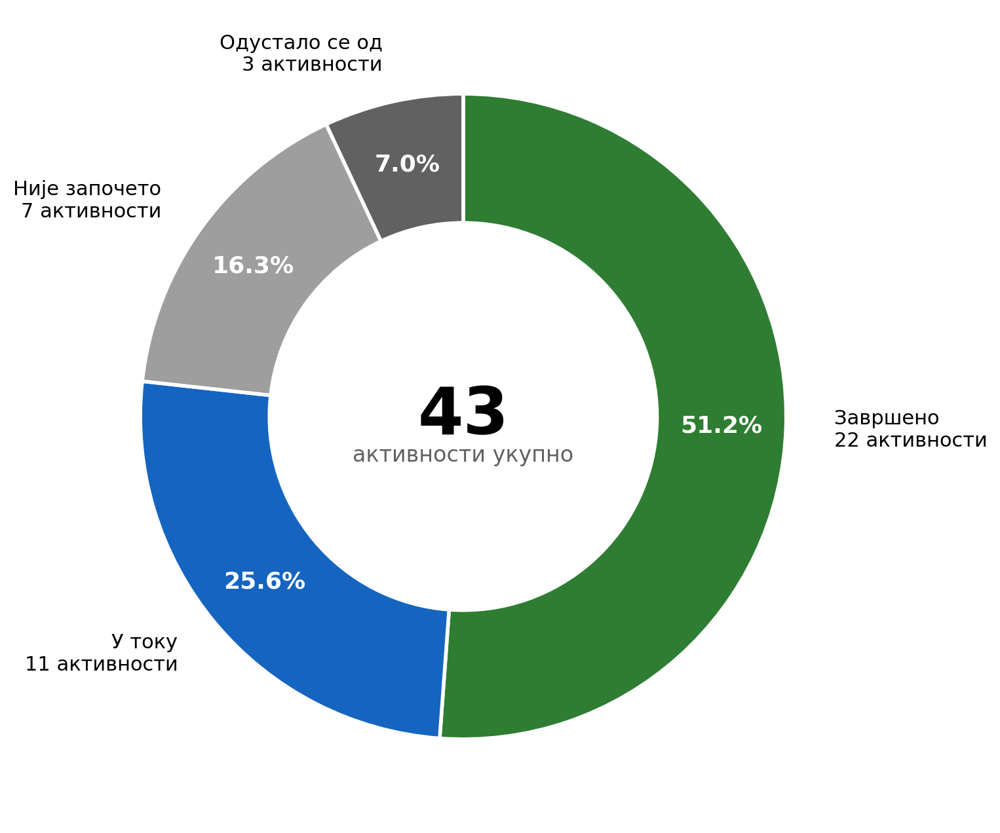 Одустало се од
3 активности
7.0%
Није започето
7 активности
16.3%
43
активности укупно
51.2%
Завршено
22 активности
25.6%
У току
11 активности